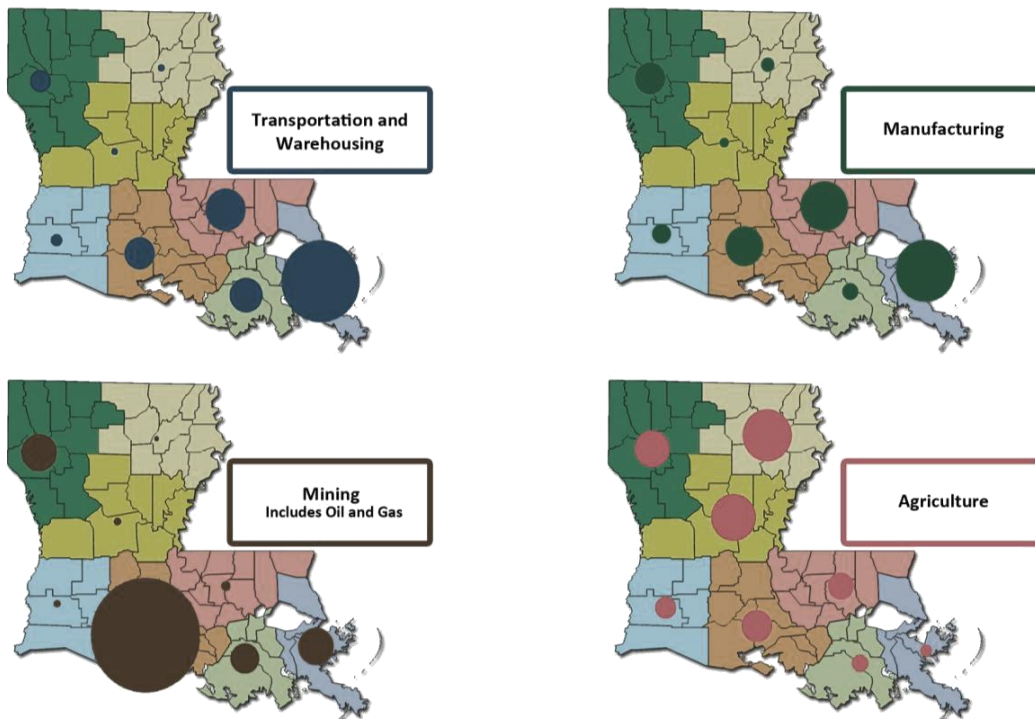 Transportation and
Warehousing
Manufacturing
Mining
Includes Oil and Gas
Agriculture